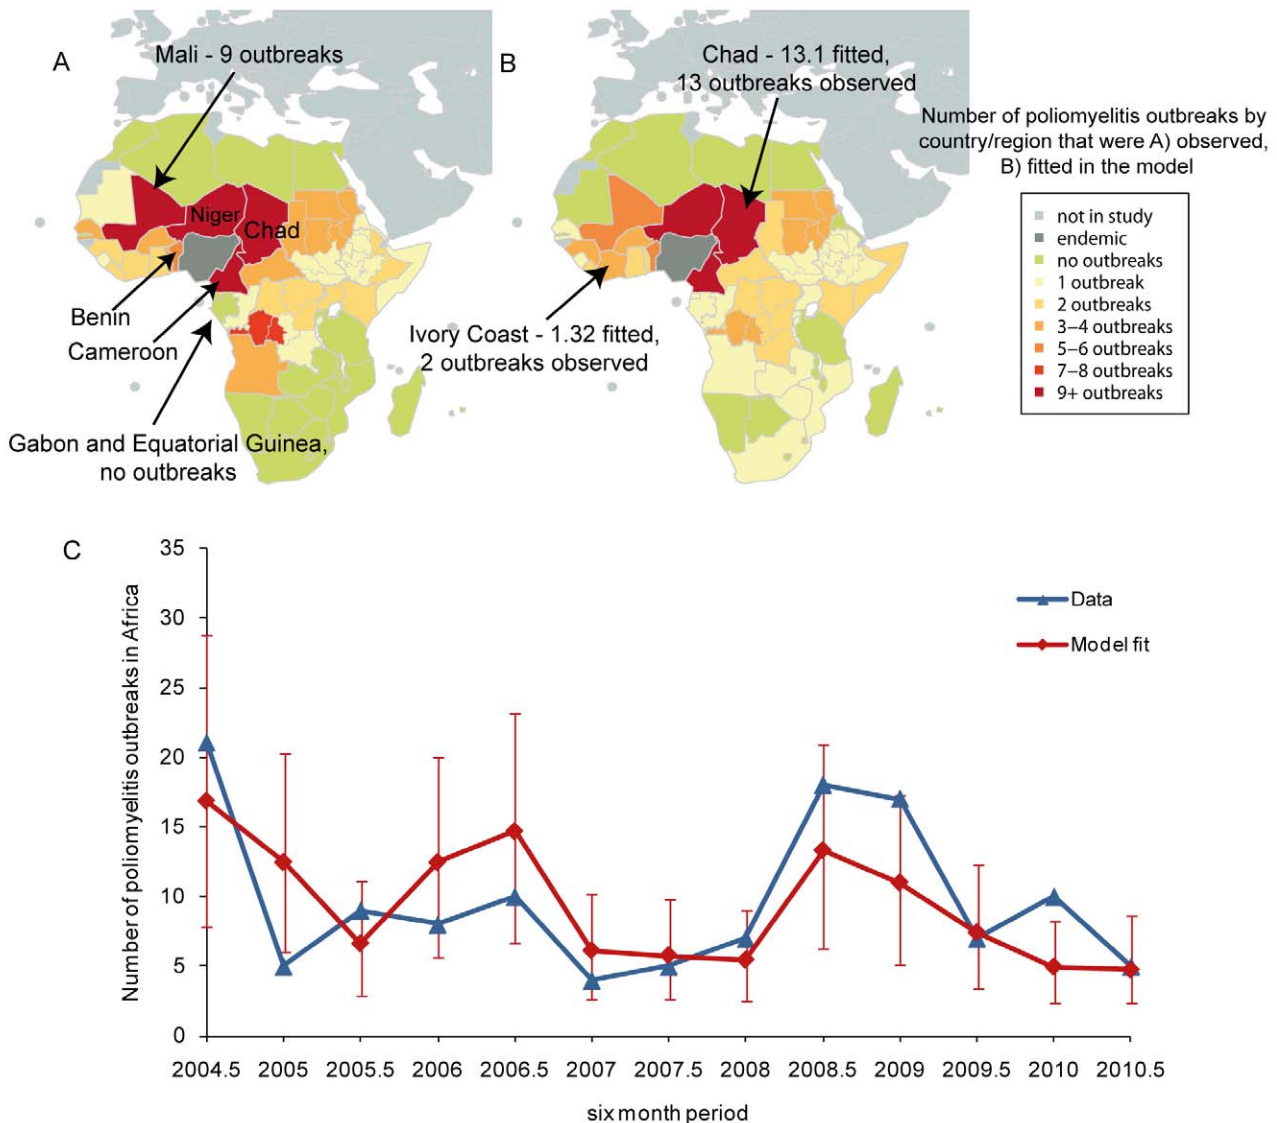 A
Mali - 9 outbreaks
Niger
Chad
Benin
Cameroon
Gabon and Equatorial Guinea,
no outbreaks
B
Chad - 13.1 fitted,
13 outbreaks observed
Ivory Coast - 1.32 fitted,
2 outbreaks observed
Number of poliomyelitis outbreaks by
country/region that were A) observed,
B) fitted in the model
not in study
endemic
no outbreaks
1 outbreak
2 outbreaks
3–4 outbreaks
5–6 outbreaks
7–8 outbreaks
9+ outbreaks
C
Number of poliomyelitis outbreaks in Africa
35
30
25
20
15
10
5
0
Data
Model fit
2004.5 2005 2005.5 2006 2006.5 2007 2007.5 2008 2008.5 2009 2009.5 2010 2010.5
six month period